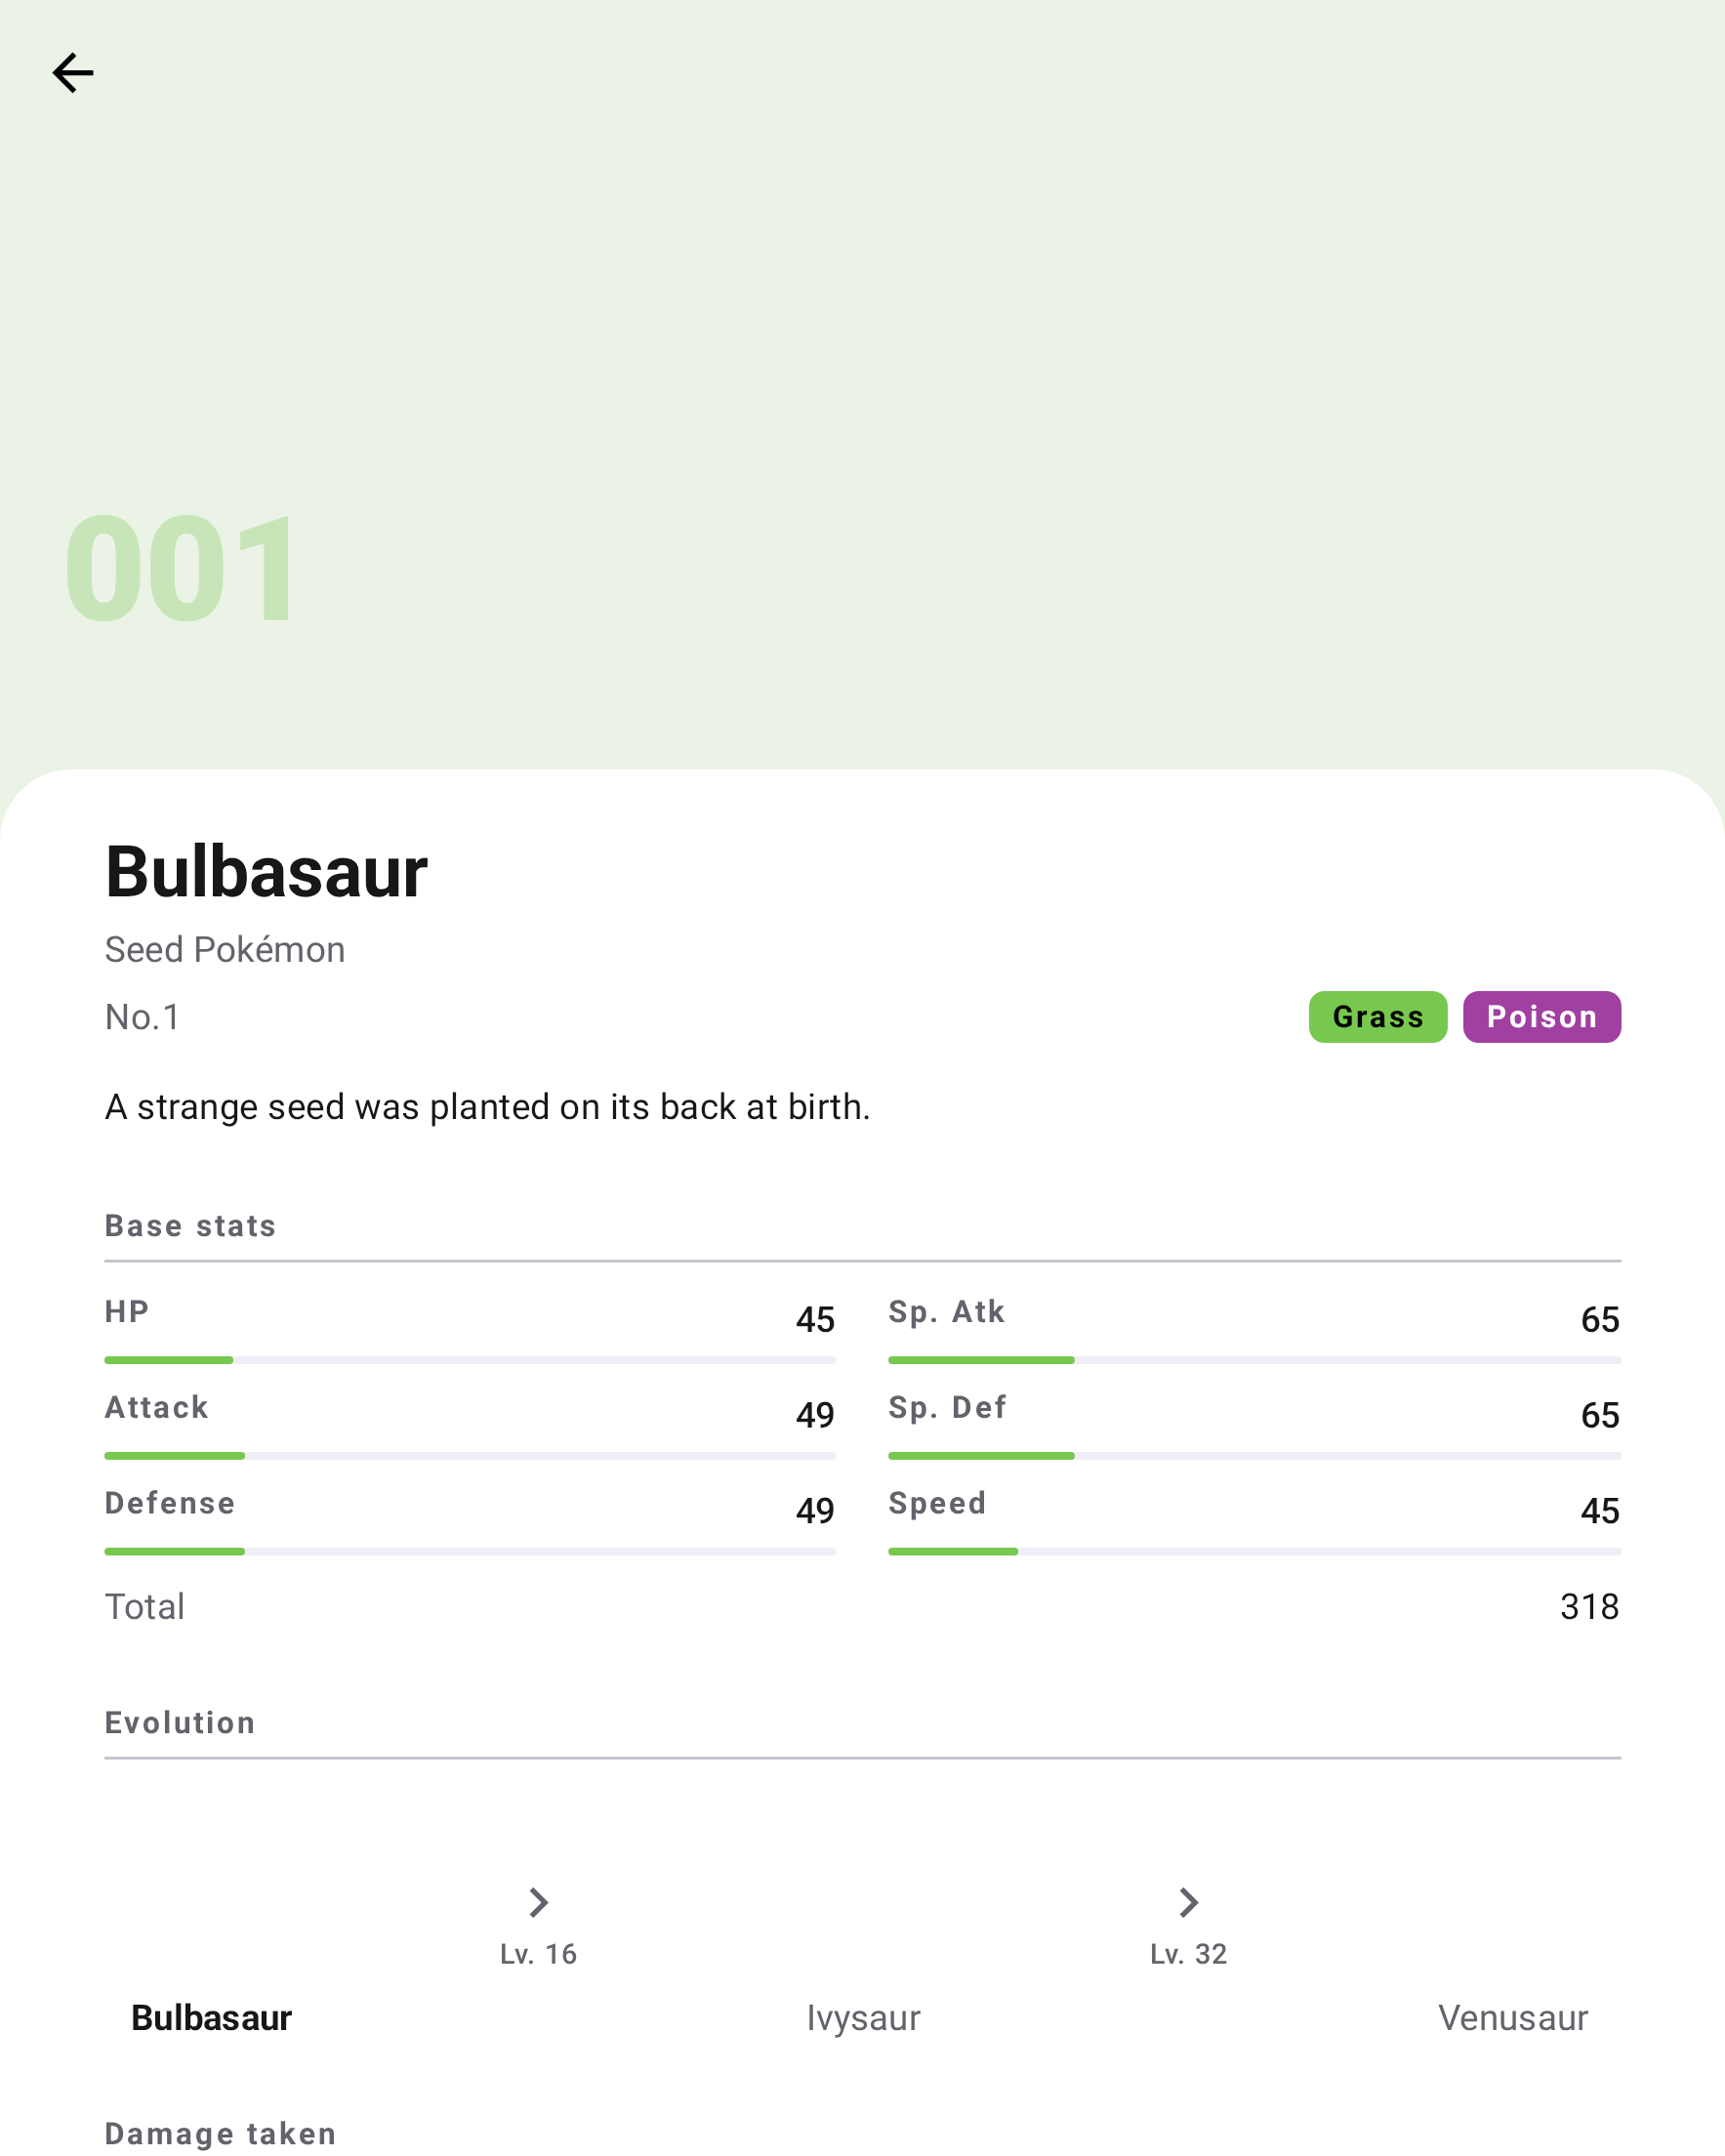 001
Bulbasaur
Seed Pokémon
No.1 Grass Poison
A strange seed was planted on its back at birth.
Base stats
HP 45 Sp. Atk 65
Attack 49 Sp. Def 65
Defense 49 Speed 45
Total 318
Evolution
Lv. 16 Lv. 32
Bulbasaur Ivysaur Venusaur
Damage taken